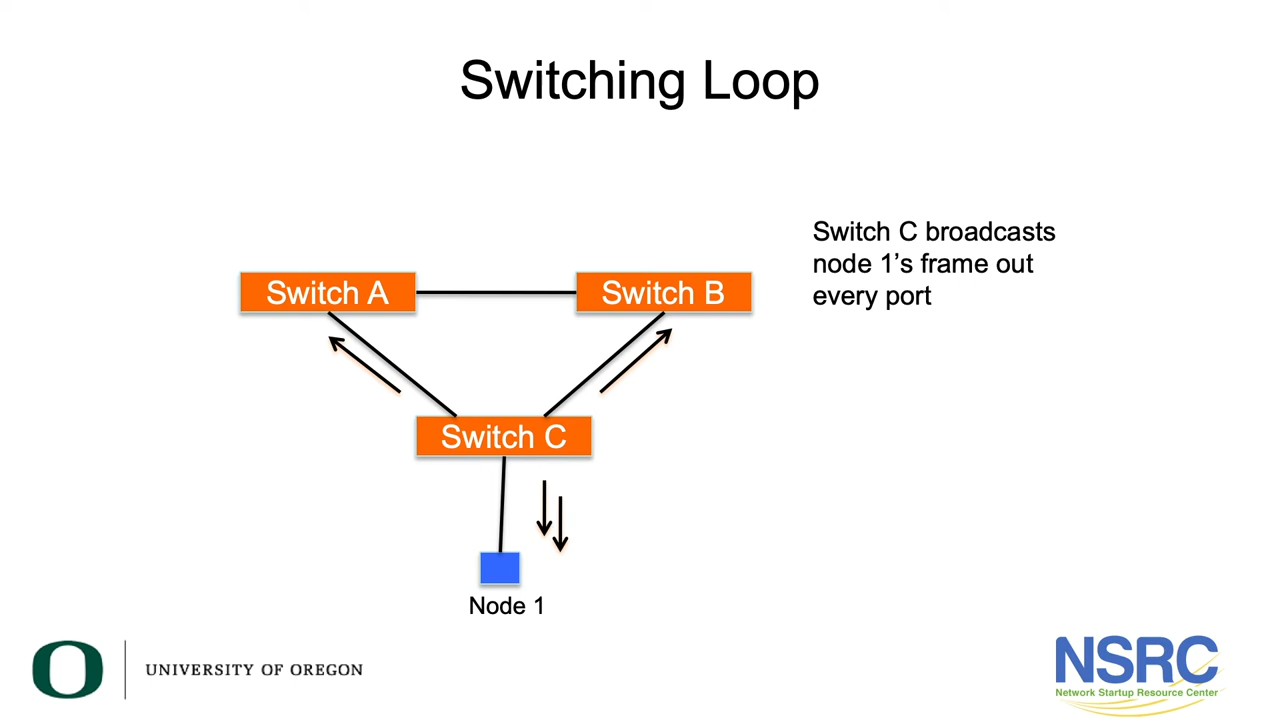 Switching Loop
Switch C broadcasts
node 1’s frame out
every port
Switch A
Switch B
Switch C
Node 1
UNIVERSITY OF OREGON
NSRC
Network Startup Resource Center